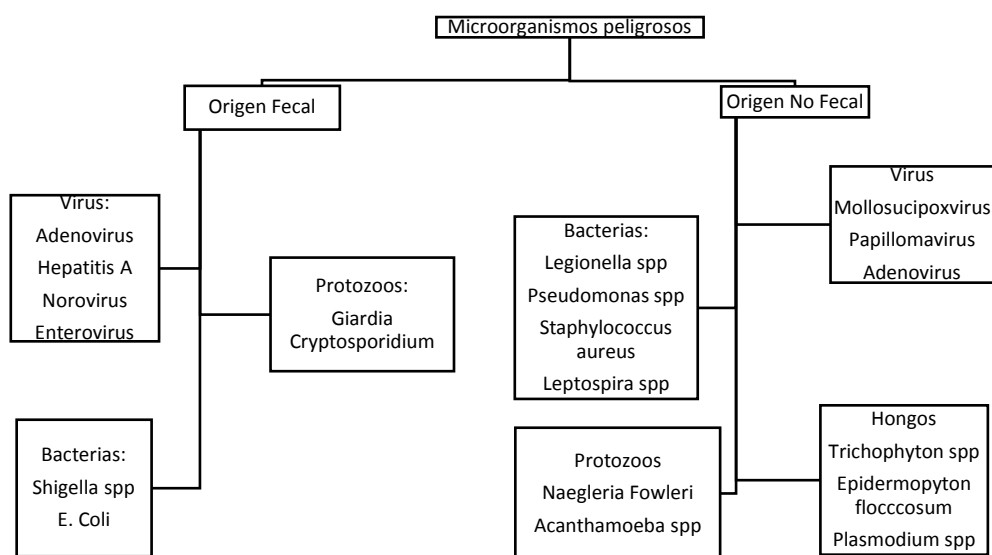 Microorganismos peligrosos
Origen Fecal
Virus:
Adenovirus
Hepatitis A
Norovirus
Enterovirus
Protozoos:
Giardia
Cryptosporidium
Bacterias:
Shigella spp
E. Coli
Origen No Fecal
Virus
Mollosucipoxvirus
Papillomavirus
Adenovirus
Bacterias:
Legionella spp
Pseudomonas spp
Staphylococcus
aureus
Leptospira spp
Protozoos
Naegleria Fowleri
Acanthamoeba spp
Hongos
Trichophyton spp
Epidermopyton
flocccosum
Plasmodium spp